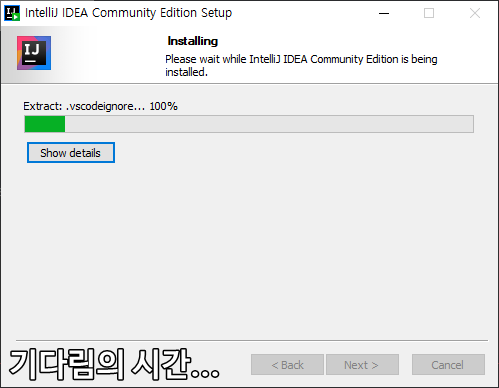 IntelliJ IDEA Community Edition Setup
IJ
Installing
Please wait while IntelliJ IDEA Community Edition is being
installed.
Extract: .vscodeignore... 100%
Show details
기다림의 시간...
< Back
Next >
Cancel